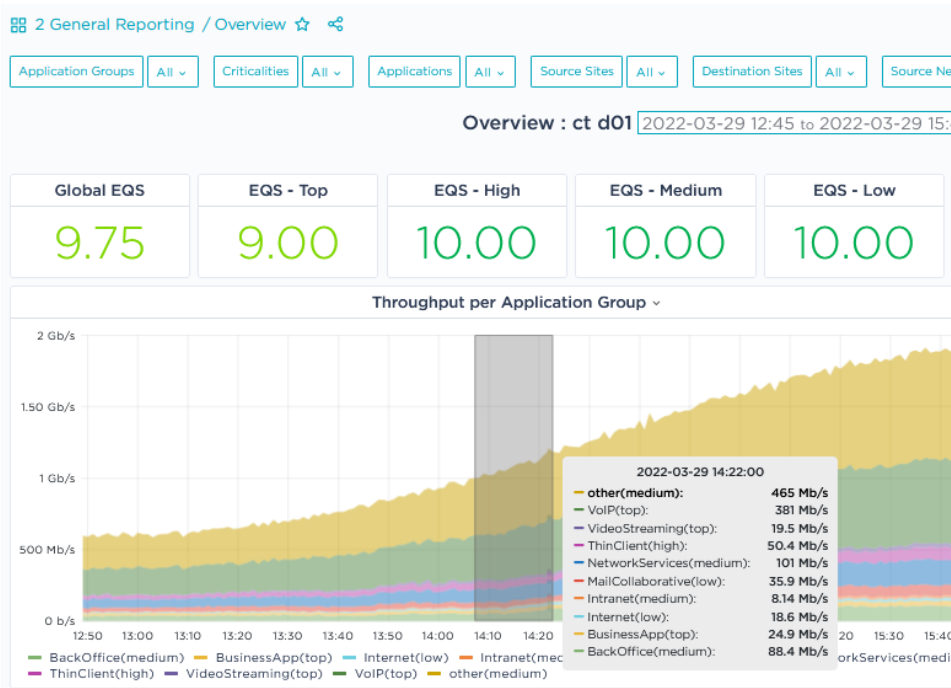 2 General Reporting / Overview
Application Groups All Criticalities All Applications All Source Sites All Destination Sites All Source Ne
Overview : ct d01 2022-03-29 12:45 to 2022-03-29 15:
Global EQS EQS - Top EQS - High EQS - Medium EQS - Low
9.75 9.00 10.00 10.00 10.00
Throughput per Application Group
2 Gb/s
1.50 Gb/s
1 Gb/s
500 Mb/s
0 b/s
2022-03-29 14:22:00
other(medium): 465 Mb/s
VoIP(top): 381 Mb/s
VideoStreaming(top): 19.5 Mb/s
ThinClient(high): 50.4 Mb/s
NetworkServices(medium): 101 Mb/s
MailCollaborative(low): 35.9 Mb/s
Intranet(medium): 8.14 Mb/s
Internet(low): 18.6 Mb/s
BusinessApp(top): 24.9 Mb/s
BackOffice(medium): 88.4 Mb/s
12:50 13:00 13:10 13:20 13:30 13:40 13:50 14:00 14:10 14:20 20 15:30 15:40
BackOffice(medium) BusinessApp(top) Internet(low) Intranet(med orkServices(medi
ThinClient(high) VideoStreaming(top) VoIP(top) other(medium)